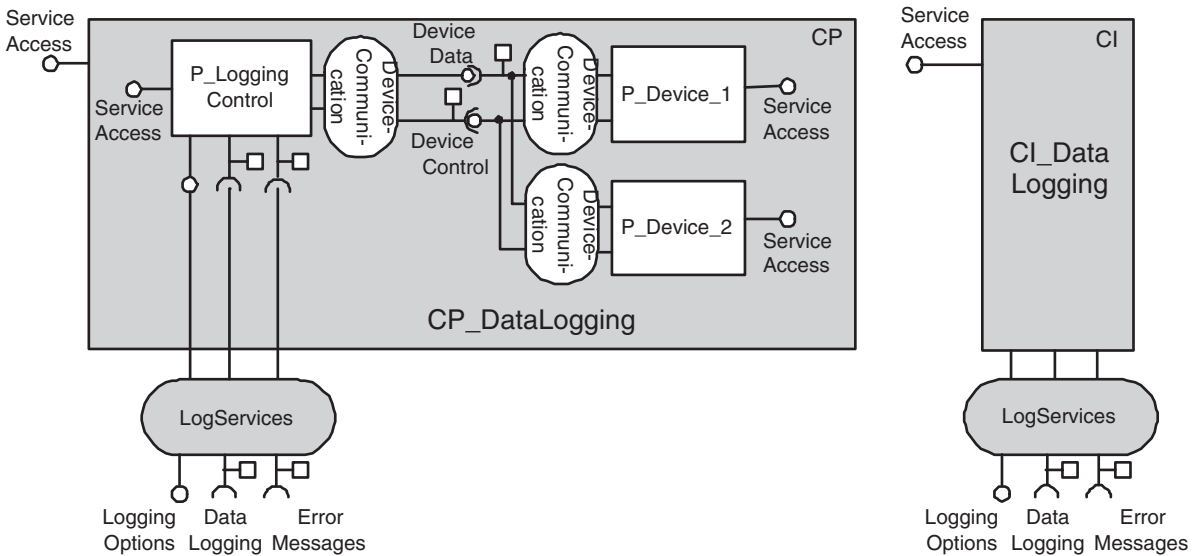 Service
Access
CP
P_Logging
Control
Service
Access
Device-
Communi-
cation
Device
Data
Device
Control
Device-
Communi-
cation
P_Device_1
Service
Access
Device-
Communi-
cation
P_Device_2
Service
Access
CP_DataLogging
LogServices
Logging
Options
Data
Logging
Error
Messages
Service
Access
CI
CI_Data
Logging
LogServices
Logging
Options
Data
Logging
Error
Messages